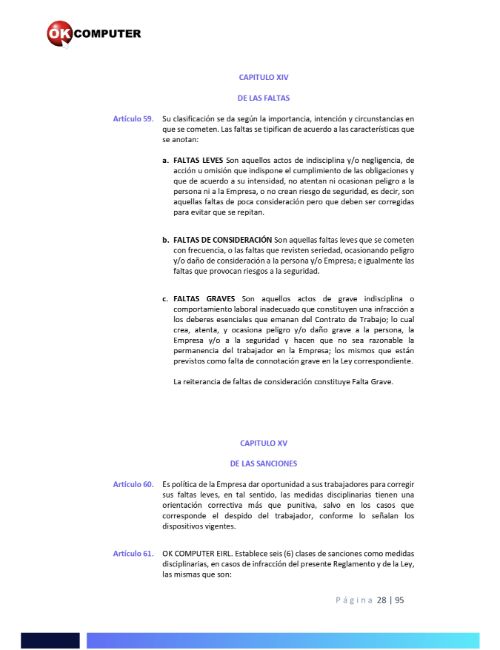 OK COMPUTER
CAPITULO XIV
DE LAS FALTAS
Artículo 59. Su clasificación se da según la importancia, intención y circunstancias en
que se cometen. Las faltas se tipifican de acuerdo a las características que
se anotan:
a. FALTAS LEVES Son aquellos actos de indisciplina y/o negligencia, de
acción u omisión que indispone el cumplimiento de las obligaciones y
que de acuerdo a su intensidad, no atentan ni ocasionan peligro a la
persona ni a la Empresa, o no crean riesgo de seguridad, es decir, son
aquellas faltas de poca consideración pero que deben ser corregidas
para evitar que se repitan.
b. FALTAS DE CONSIDERACIÓN Son aquellas faltas leves que se cometen
con frecuencia, o las faltas que revisten seriedad, ocasionando peligro
y/o daño de consideración a la persona y/o Empresa; e igualmente las
faltas que provocan riesgos a la seguridad.
c. FALTAS GRAVES Son aquellos actos de grave indisciplina o
comportamiento laboral inadecuado que constituyen una infracción a
los deberes esenciales que emanan del Contrato de Trabajo; lo cual
crea, atenta, y ocasiona peligro y/o daño grave a la persona, la
Empresa y/o a la seguridad y hacen que no sea razonable la
permanencia del trabajador en la Empresa; los mismos que están
previstos como falta de connotación grave en la Ley correspondiente.
La reiterancia de faltas de consideración constituye Falta Grave.
CAPITULO XV
DE LAS SANCIONES
Artículo 60. Es política de la Empresa dar oportunidad a sus trabajadores para corregir
sus faltas leves, en tal sentido, las medidas disciplinarias tienen una
orientación correctiva más que punitiva, salvo en los casos que
corresponde el despido del trabajador, conforme lo señalan los
dispositivos vigentes.
Artículo 61. OK COMPUTER EIRL. Establece seis (6) clases de sanciones como medidas
disciplinarias, en casos de infracción del presente Reglamento y de la Ley,
las mismas que son:
Página 28 | 95